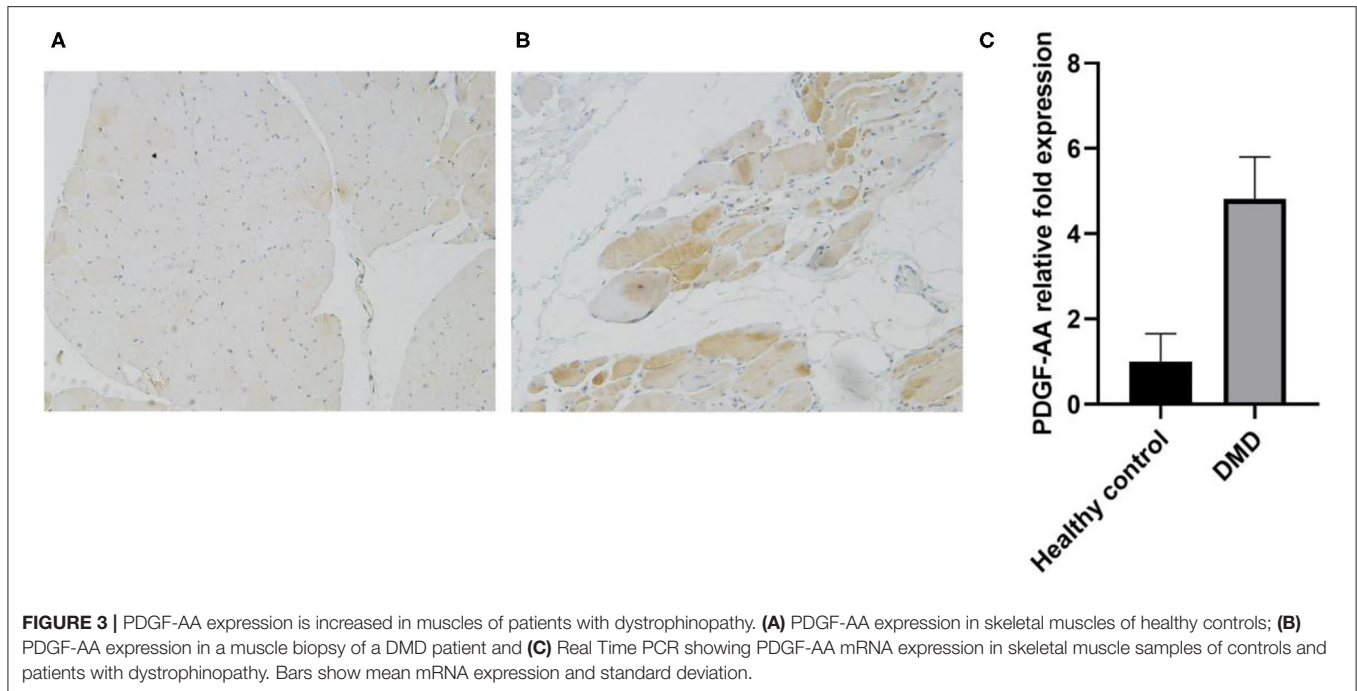 A
B
C
PDGF-AA relative fold expression
8
6
4
2
0
Healthy control
DMD
FIGURE 3 | PDGF-AA expression is increased in muscles of patients with dystrophinopathy. (A) PDGF-AA expression in skeletal muscles of healthy controls; (B)
PDGF-AA expression in a muscle biopsy of a DMD patient and (C) Real Time PCR showing PDGF-AA mRNA expression in skeletal muscle samples of controls and
patients with dystrophinopathy. Bars show mean mRNA expression and standard deviation.